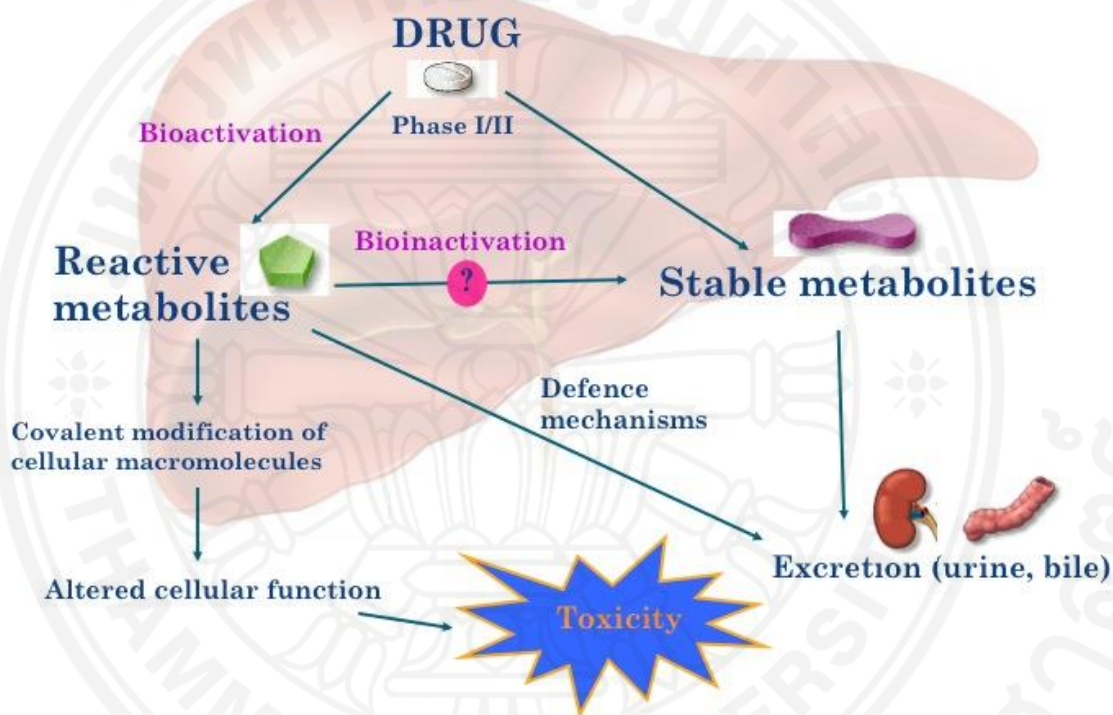 DRUG
Phase I/II
Bioactivation
Bioinactivation
?
Reactive
metabolites
Stable metabolites
Defence
mechanisms
Covalent modification of
cellular macromolecules
Excretion (urine, bile)
Altered cellular function
Toxicity